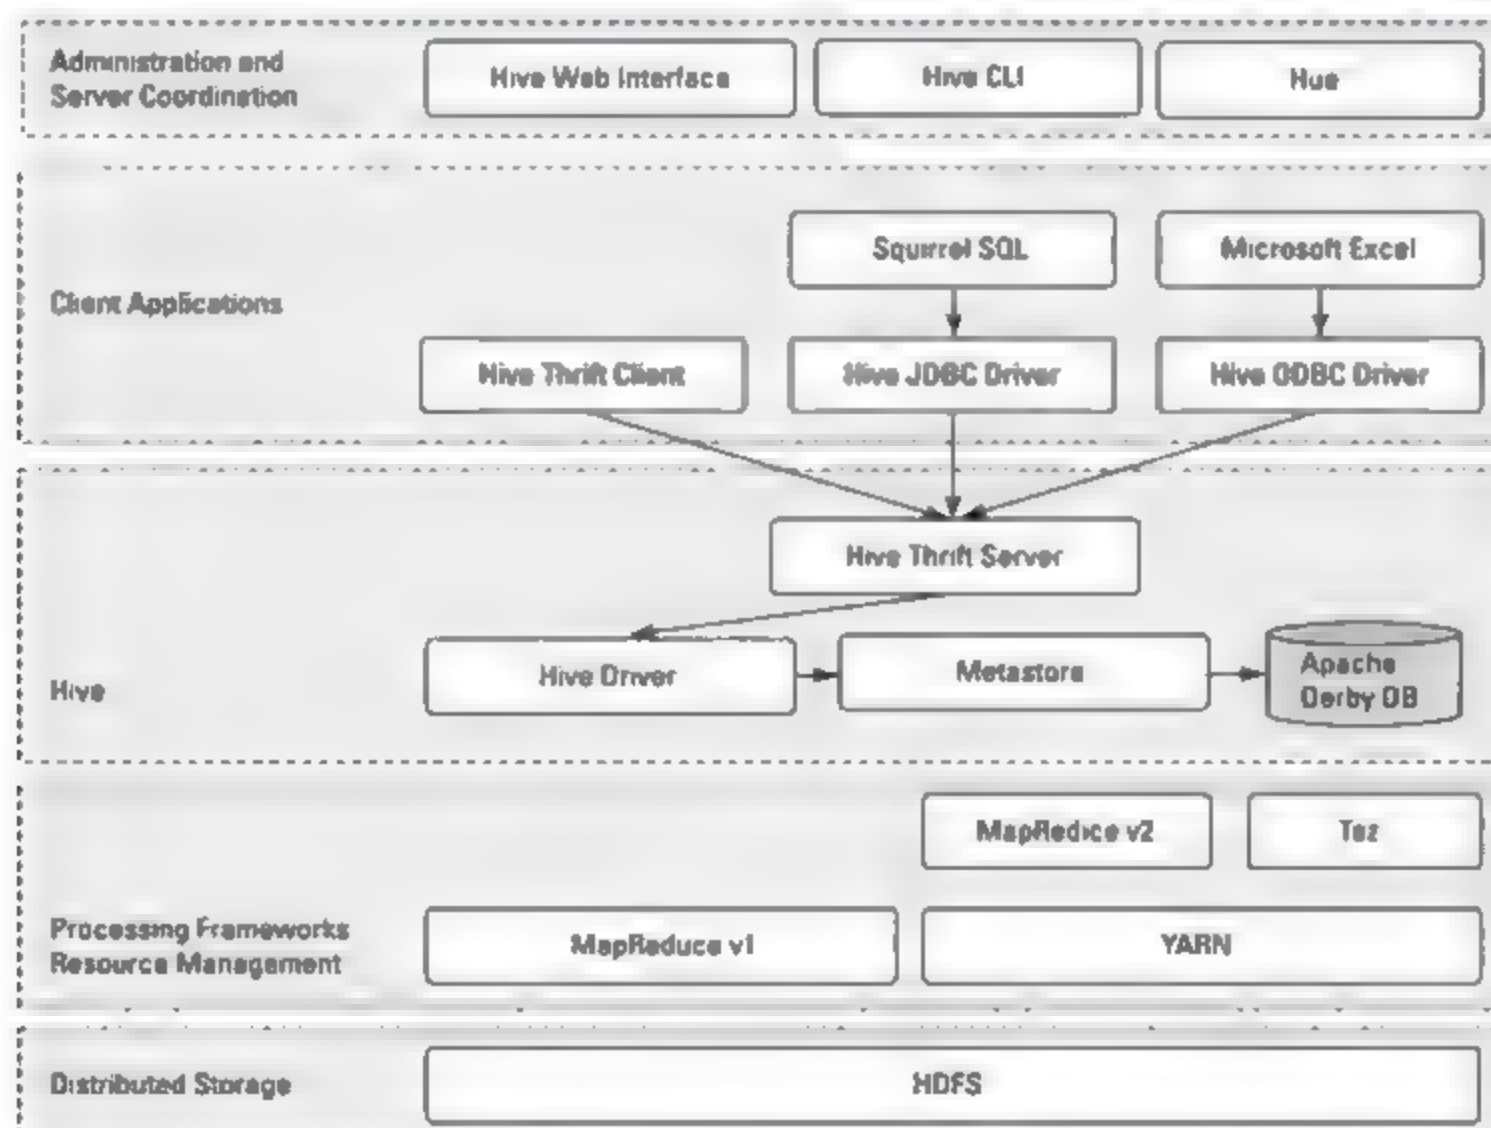 Administration and
Server Coordination
Hive Web Interface
Hive CLI
Hue
Client Applications
Squirrel SQL
Microsoft Excel
Hive Thrift Client
Hive JDBC Driver
Hive ODBC Driver
Hive Thrift Server
Hive
Hive Driver
Metastore
Apache
Derby DB
MapRedice v2
Tez
Processing Frameworks
Resource Management
MapReduce v1
YARN
Distributed Storage
HDFS